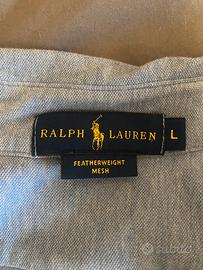 RALPH LAUREN L
FEATHERWEIGHT
MESH
subito